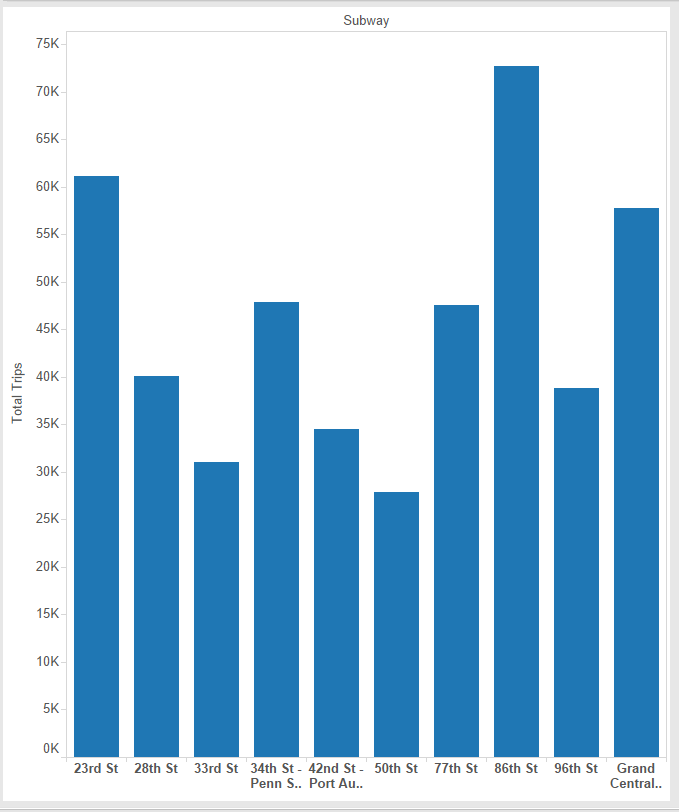 Subway
75K
70K
65K
60K
55K
50K
45K
40K
35K
30K
25K
20K
15K
10K
5K
0K
Total Trips
23rd St
28th St
33rd St
34th St -
Penn S..
42nd St -
Port Au..
50th St
77th St
86th St
96th St
Grand
Central..